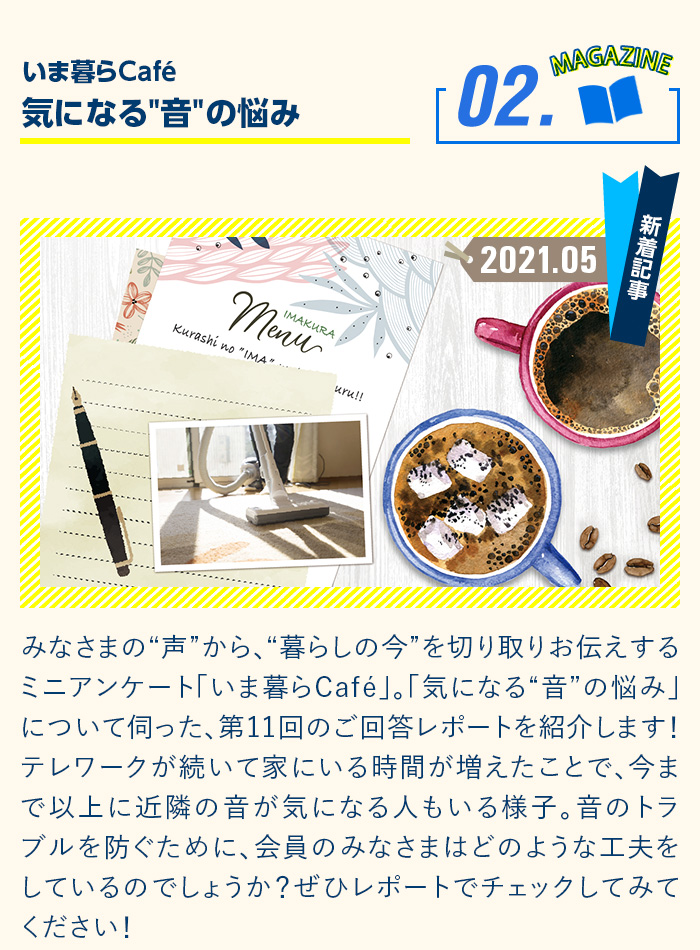 いま暮らCafé
気になる"音"の悩み
02.
MAGAZINE
新着記事
2021.05
IMAKURA
Menu
Kurashi no "IMA"
uru!!
みなさまの“声”から、“暮らしの今”を切り取りお伝えする
ミニアンケート「いま暮らCafé」。「気になる“音”の悩み」
について伺った、第11回のご回答レポートを紹介します！
テレワークが続いて家にいる時間が増えたことで、今ま
で以上に近隣の音が気になる人もいる様子。音のトラ
ブルを防ぐために、会員のみなさまはどのような工夫を
しているのでしょうか？ぜひレポートでチェックしてみて
ください！